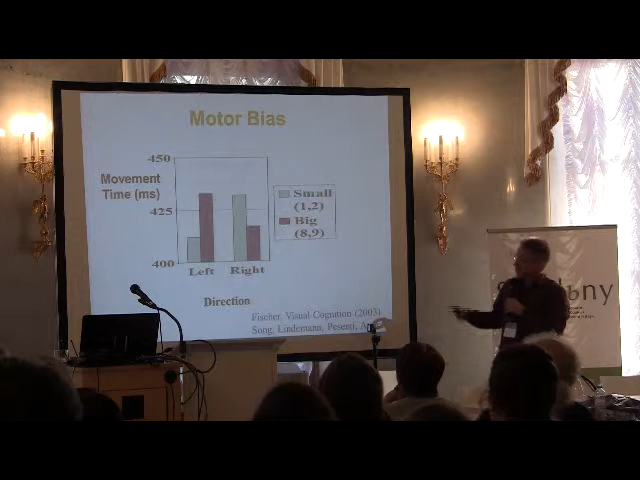 Motor Bias
450
Movement
Time (ms)
425
400
Small
(1,2)
Big
(8,9)
Left Right
Direction
Fischer, Visual Cognition (2003)
Song, Lindemann, Pesenti,